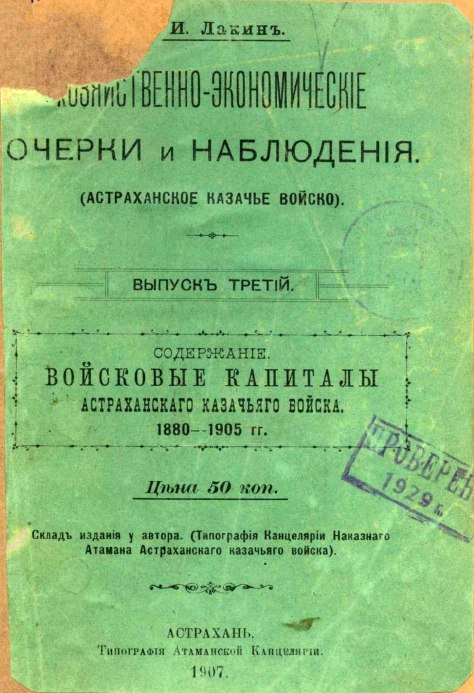 И. Лакинъ.
ХОЗЯЙСТВЕННО-ЭКОНОМИЧЕСКІЕ
ОЧЕРКИ и НАБЛЮДЕНІЯ.
(АСТРАХАНСКОЕ КАЗАЧЬЕ ВОЙСКО).
ВЫПУСКЪ ТРЕТІЙ.
СОДЕРЖАНІЕ.
ВОЙСКОВЫЕ КАПИТАЛЫ
АСТРАХАНСКАГО КАЗАЧЬЯГО ВОЙСКА.
1880—1905 гг.
ПРОВЕРЕН
1929 г.
Цѣна 50 коп.
Складъ изданія у автора. (Типографія Канцеляріи Наказнаго
Атамана Астраханскаго казачьяго войска).
АСТРАХАНЬ.
Типографія Атаманской Канцеляріи.
1907.